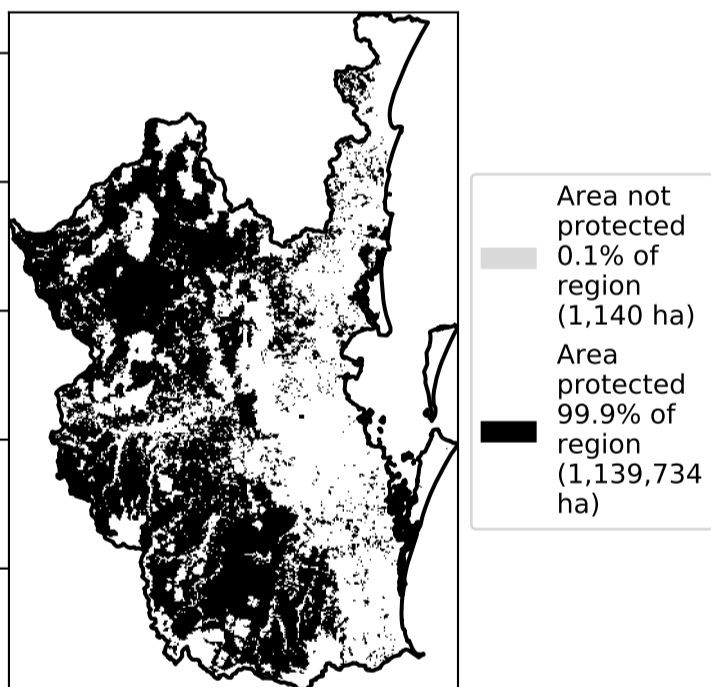 Area not
protected
0.1% of
region
(1,140 ha)
Area
protected
99.9% of
region
(1,139,734
ha)